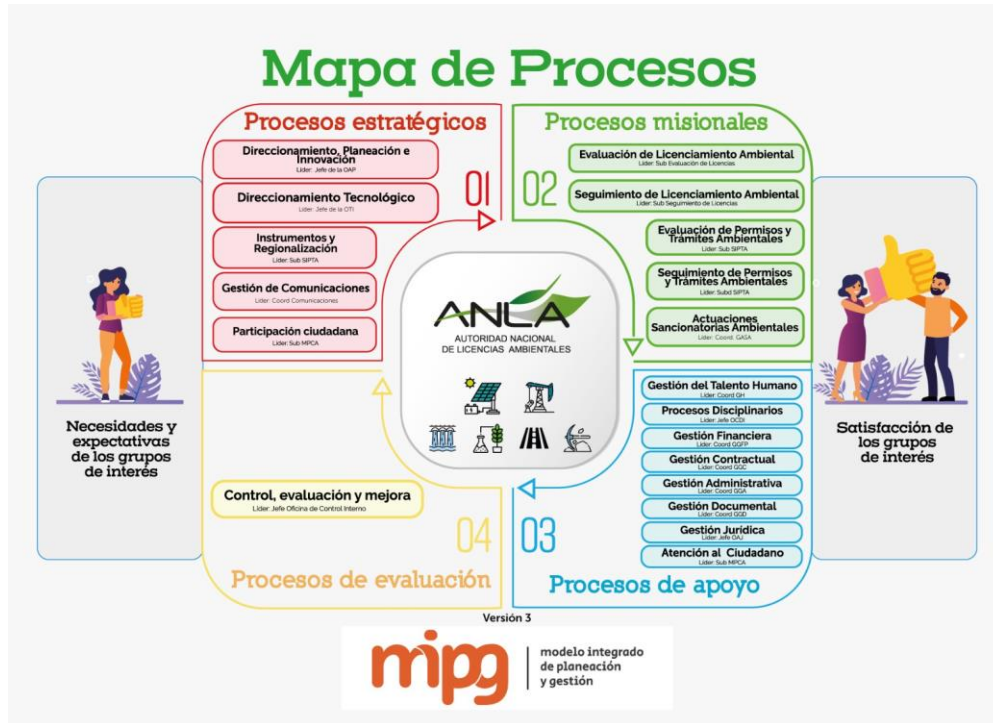 Mapa de Procesos
Procesos estratégicos
Direccionamiento, Planeación e
Innovación
Líder: Jefe de la OAP
Direccionamiento Tecnológico
Líder: Jefe de la OTI
Instrumentos y
Regionalización
Líder: Sub SIPTA
Gestión de Comunicaciones
Líder: Coord Comunicaciones
Participación ciudadana
Líder: Sub MPCA
01
Procesos misionales
02
Evaluación de Licenciamiento Ambiental
Líder: Sub Evaluación de Licencias
Seguimiento de Licenciamiento Ambiental
Líder: Sub Seguimiento de Licencias
Evaluación de Permisos y
Trámites Ambientales
Líder: Sub SIPTA
Seguimiento de Permisos
y Trámites Ambientales
Líder: Subd SIPTA
Actuaciones
Sancionatorias Ambientales
Líder: Coord. GASA
Necesidades y
expectativas
de los grupos
de interés
ANLA
AUTORIDAD NACIONAL
DE LICENCIAS AMBIENTALES
Satisfacción de
los grupos
de interés
Gestión del Talento Humano
Líder: Coord GH
Procesos Disciplinarios
Líder: Jefe OCDI
Gestión Financiera
Líder: Coord GGFP
Gestión Contractual
Líder: Coord GGC
Gestión Administrativa
Líder: Coord GGA
Gestión Documental
Líder: Coord GGD
Gestión Jurídica
Líder: Jefe OAJ
Atención al Ciudadano
Líder: Sub MPCA
03
Procesos de apoyo
Control, evaluación y mejora
Líder: Jefe Oficina de Control Interno
04
Procesos de evaluación
Versión 3
mipg
modelo integrado
de planeación
y gestión